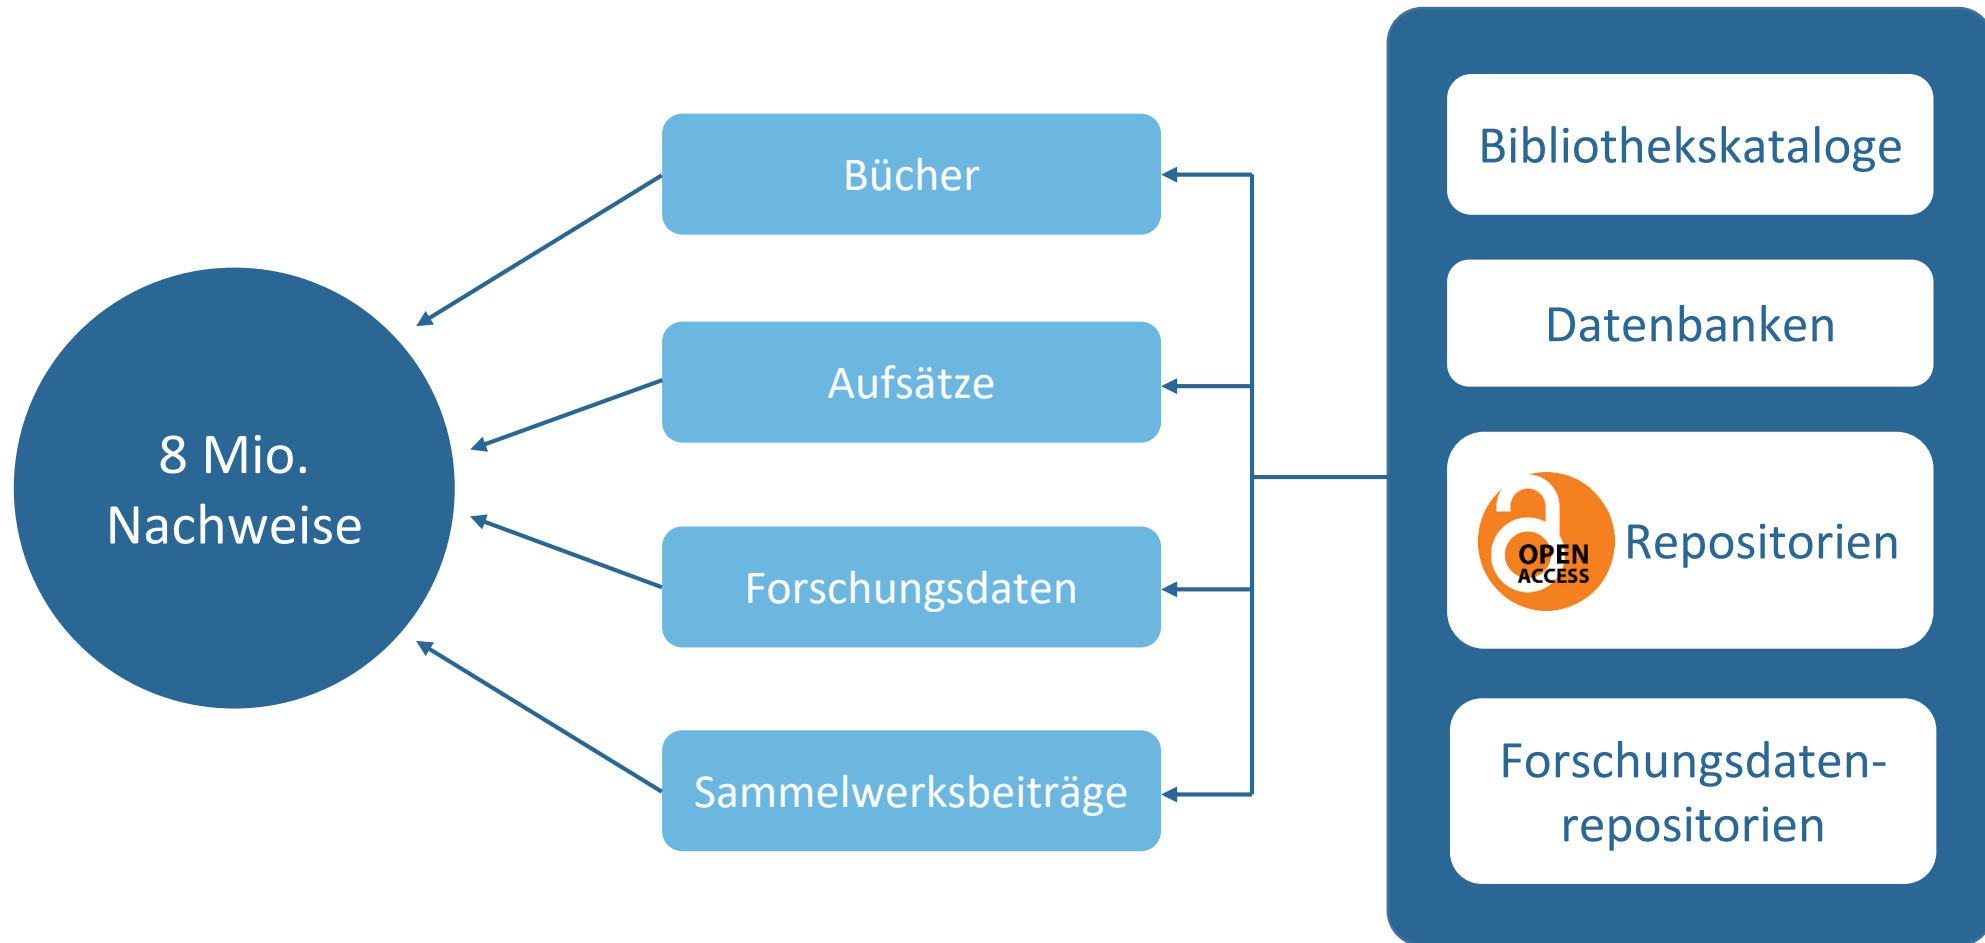 8 Mio.
Nachweise
Bücher
Aufsätze
Forschungsdaten
Sammelwerksbeiträge
Bibliothekskataloge
Datenbanken
OPEN
ACCESS
Repositorien
Forschungsdaten-
repositorien